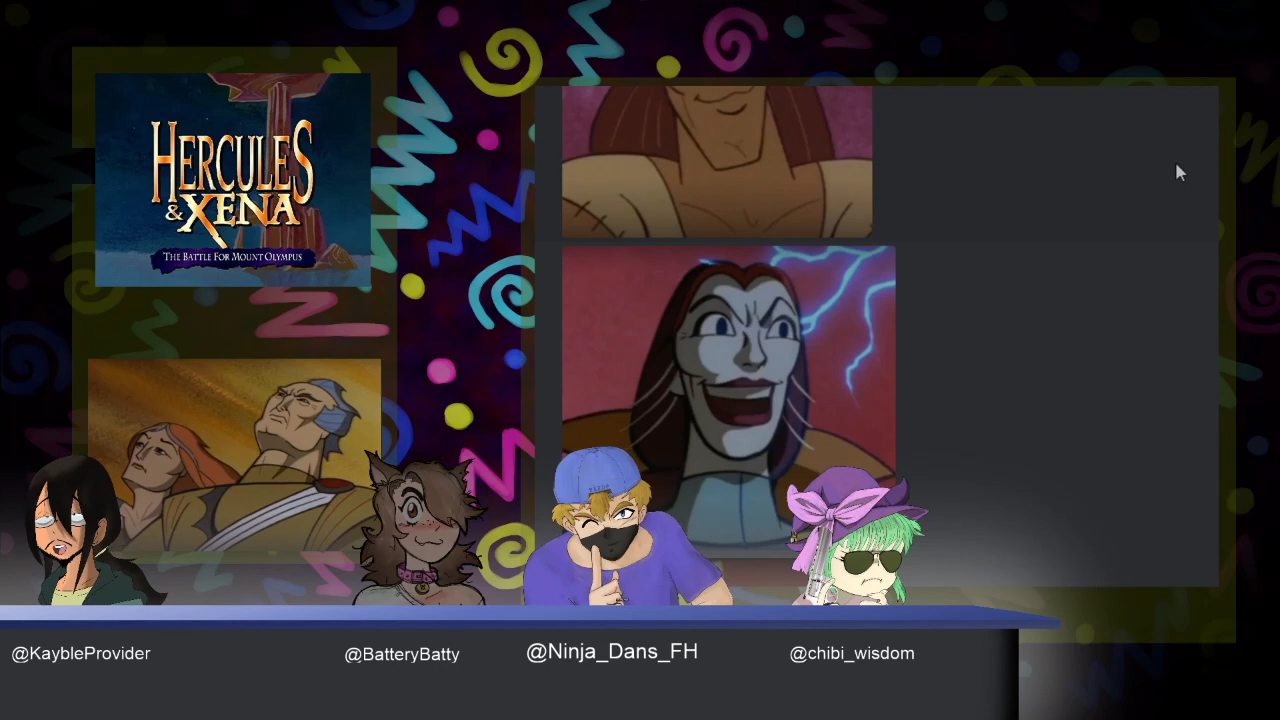 HERCULES
& XENA
THE BATTLE FOR MOUNT OLYMPUS
@KaybleProvider
@BatteryBatty
@Ninja_Dans_FH
@chibi_wisdom